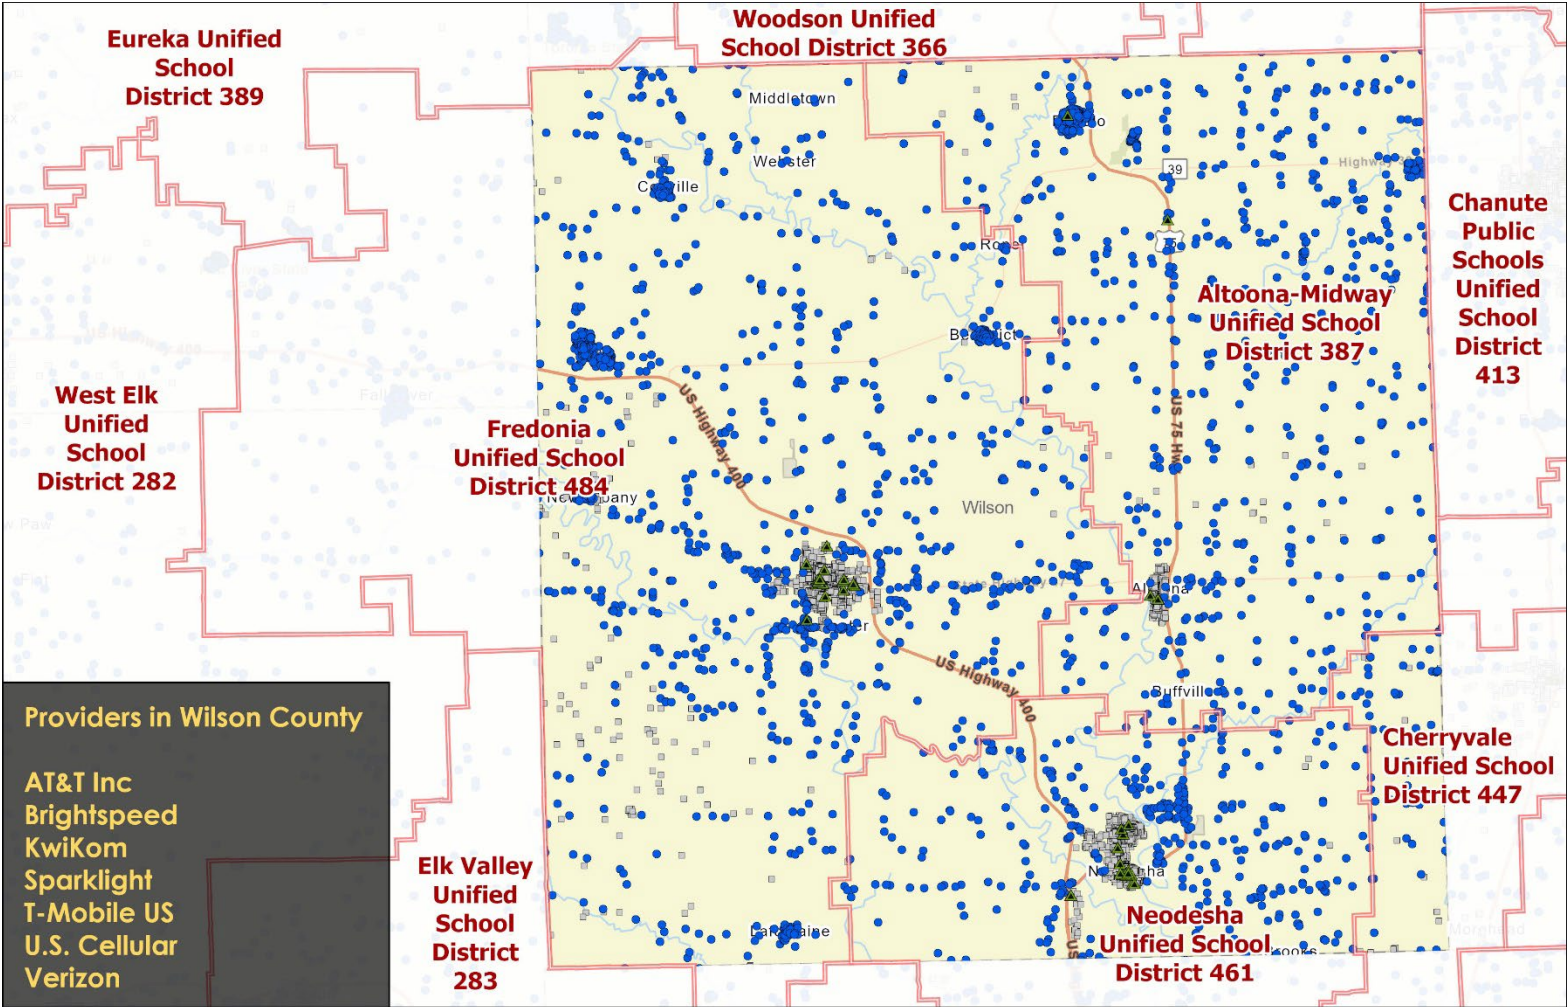 Woodson Unified
School District 366
Eureka Unified
School
District 389
Middletown
Webster
39
Chanute
Public
Schools
Unified
School
District
413
Altoona-Midway
Unified School
District 387
West Elk
Unified
School
District 282
Fredonia
Unified School
District 484
US Highway 400
US 75 Hwy
Wilson
US Highway 400
Buffville
Providers in Wilson County
AT&T Inc
Brightspeed
KwiKom
Sparklight
T-Mobile US
U.S. Cellular
Verizon
Cherryvale
Unified School
District 447
Elk Valley
Unified
School
District
283
Neodesha
Unified School
District 461
US